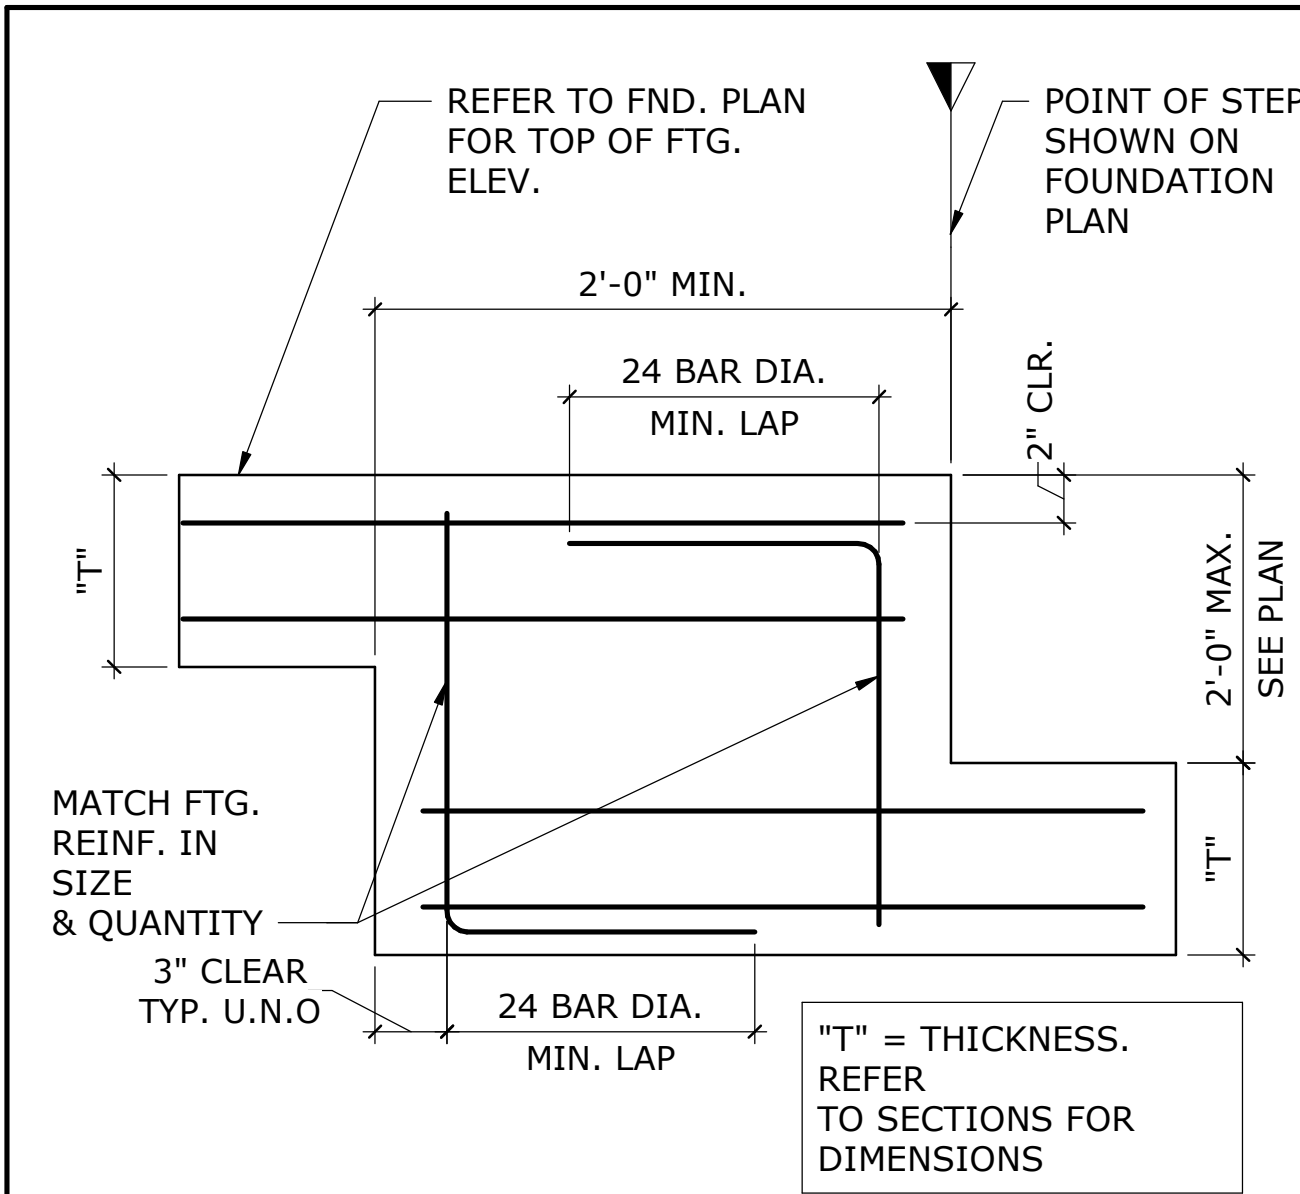 REFER TO FND. PLAN
FOR TOP OF FTG.
ELEV.
POINT OF STEP
SHOWN ON
FOUNDATION
PLAN
2'-0" MIN.
24 BAR DIA.
MIN. LAP
2" CLR.
"T"
2'-0" MAX.
SEE PLAN
MATCH FTG.
REINF. IN
SIZE
& QUANTITY
"T"
3" CLEAR
TYP. U.N.O
24 BAR DIA.
MIN. LAP
"T" = THICKNESS.
REFER
TO SECTIONS FOR
DIMENSIONS